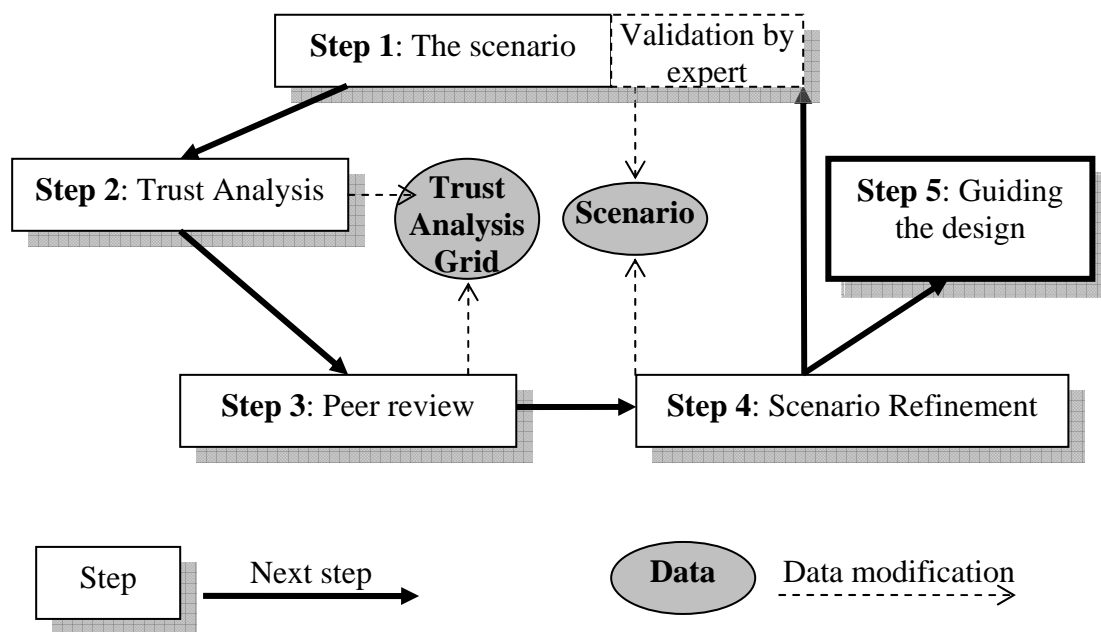 Step 1: The scenario
Validation by
expert
Step 2: Trust Analysis
Trust
Analysis
Grid
Scenario
Step 5: Guiding
the design
Step 3: Peer review
Step 4: Scenario Refinement
Step
Next step
Data
Data modification